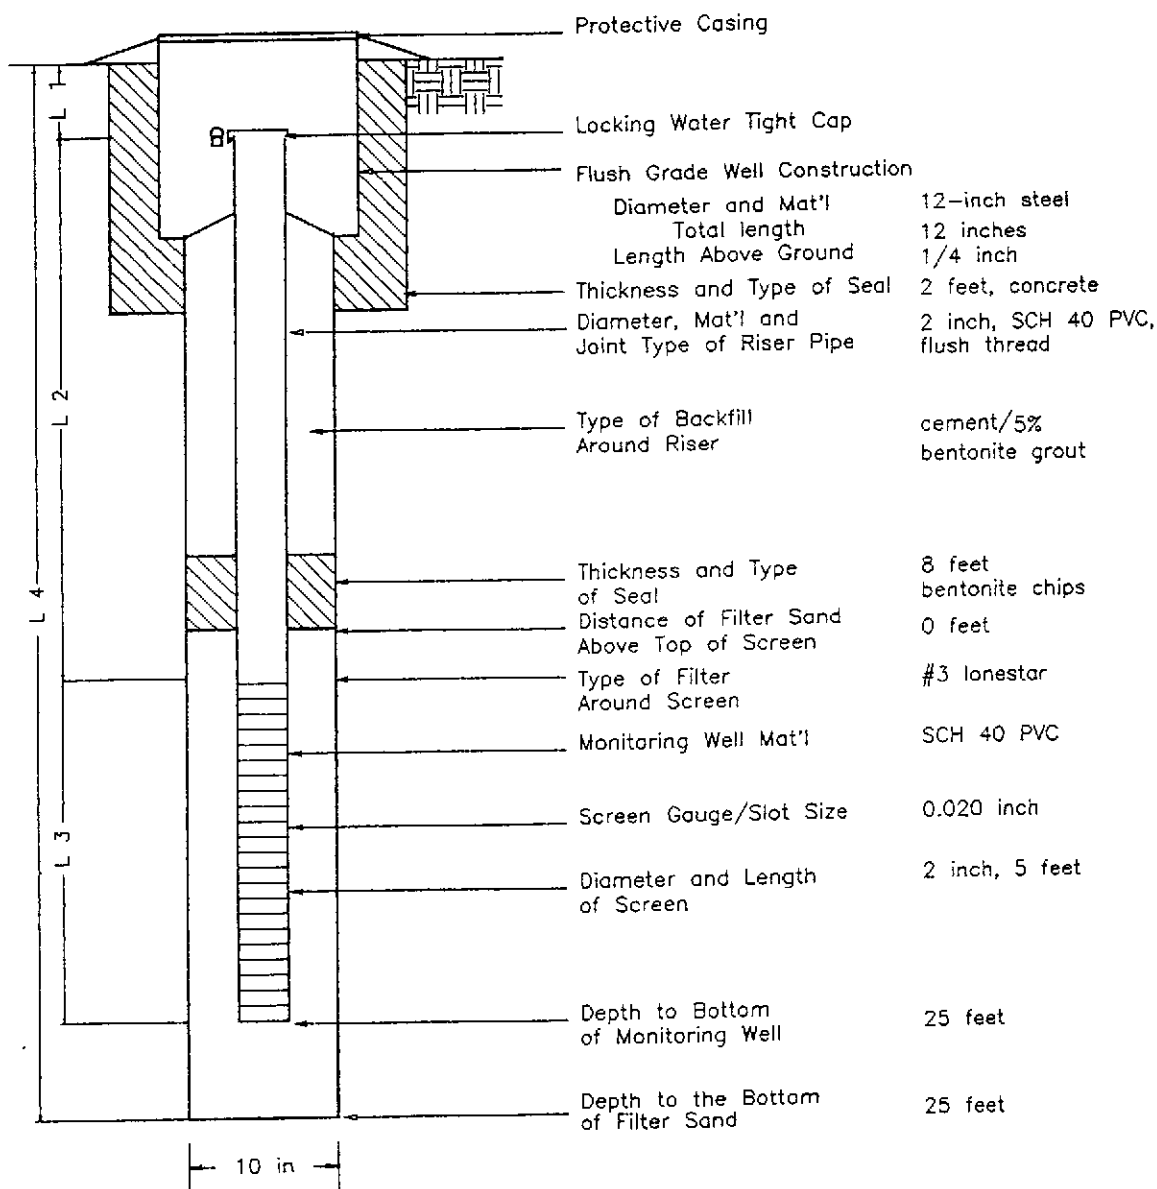 Protective Casing
L 1
Locking Water Tight Cap
Flush Grade Well Construction
Diameter and Mat'l 12-inch steel
Total length 12 inches
Length Above Ground 1/4 inch
Thickness and Type of Seal 2 feet, concrete
Diameter, Mat'l and 2 inch, SCH 40 PVC,
Joint Type of Riser Pipe flush thread
L 2
Type of Backfill cement/5%
Around Riser bentonite grout
L 4
Thickness and Type 8 feet
of Seal bentonite chips
Distance of Filter Sand 0 feet
Above Top of Screen
Type of Filter #3 lonestar
Around Screen
Monitoring Well Mat'l SCH 40 PVC
Screen Gauge/Slot Size 0.020 inch
L 3
Diameter and Length 2 inch, 5 feet
of Screen
Depth to Bottom 25 feet
of Monitoring Well
Depth to the Bottom 25 feet
of Filter Sand
10 in